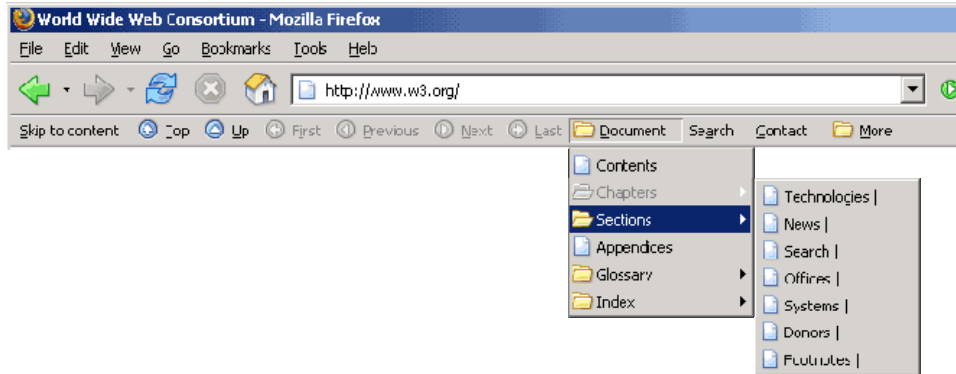 World Wide Web Consortium - Mozilla Firefox
File Edit View Go Bookmarks Tools Help
http://www.w3.org/
Skip to content Top Up First Previous Next Last Document Search Contact More
Contents
Chapters
Sections
Appendices
Glossary
Index
Technologies |
News |
Search |
Offices |
Systems |
Donors |
Footnotes |